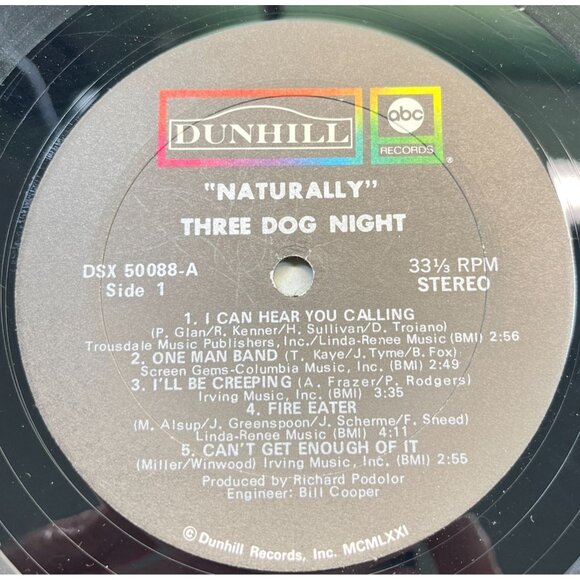 DUNHILL
abc
RECORDS
®
"NATURALLY"
THREE DOG NIGHT
DSX 50088-A
Side 1
33⅓ RPM
STEREO
1. I CAN HEAR YOU CALLING
(P. Glan/R. Kenner/H. Sullivan/D. Troiano)
Trousdale Music Publishers, Inc./Linda-Renee Music (BMI) 2:56
2. ONE MAN BAND (T. Kaye/J. Tyme/B. Fox)
Screen Gems-Columbia Music, Inc. (BMI) 2:49
3. I'LL BE CREEPING (A. Frazer/P. Rodgers)
Irving Music, Inc. (BMI) 3:35
4. FIRE EATER
(M. Alsup/J. Greenspoon/J. Scherme/F. Sneed)
Linda-Renee Music (BMI) 4:11
5. CAN'T GET ENOUGH OF IT
(Miller/Winwood) Irving Music, Inc. (BMI) 2:55
Produced by Richard Podolor
Engineer: Bill Cooper
© Dunhill Records, Inc. MCMLXXI